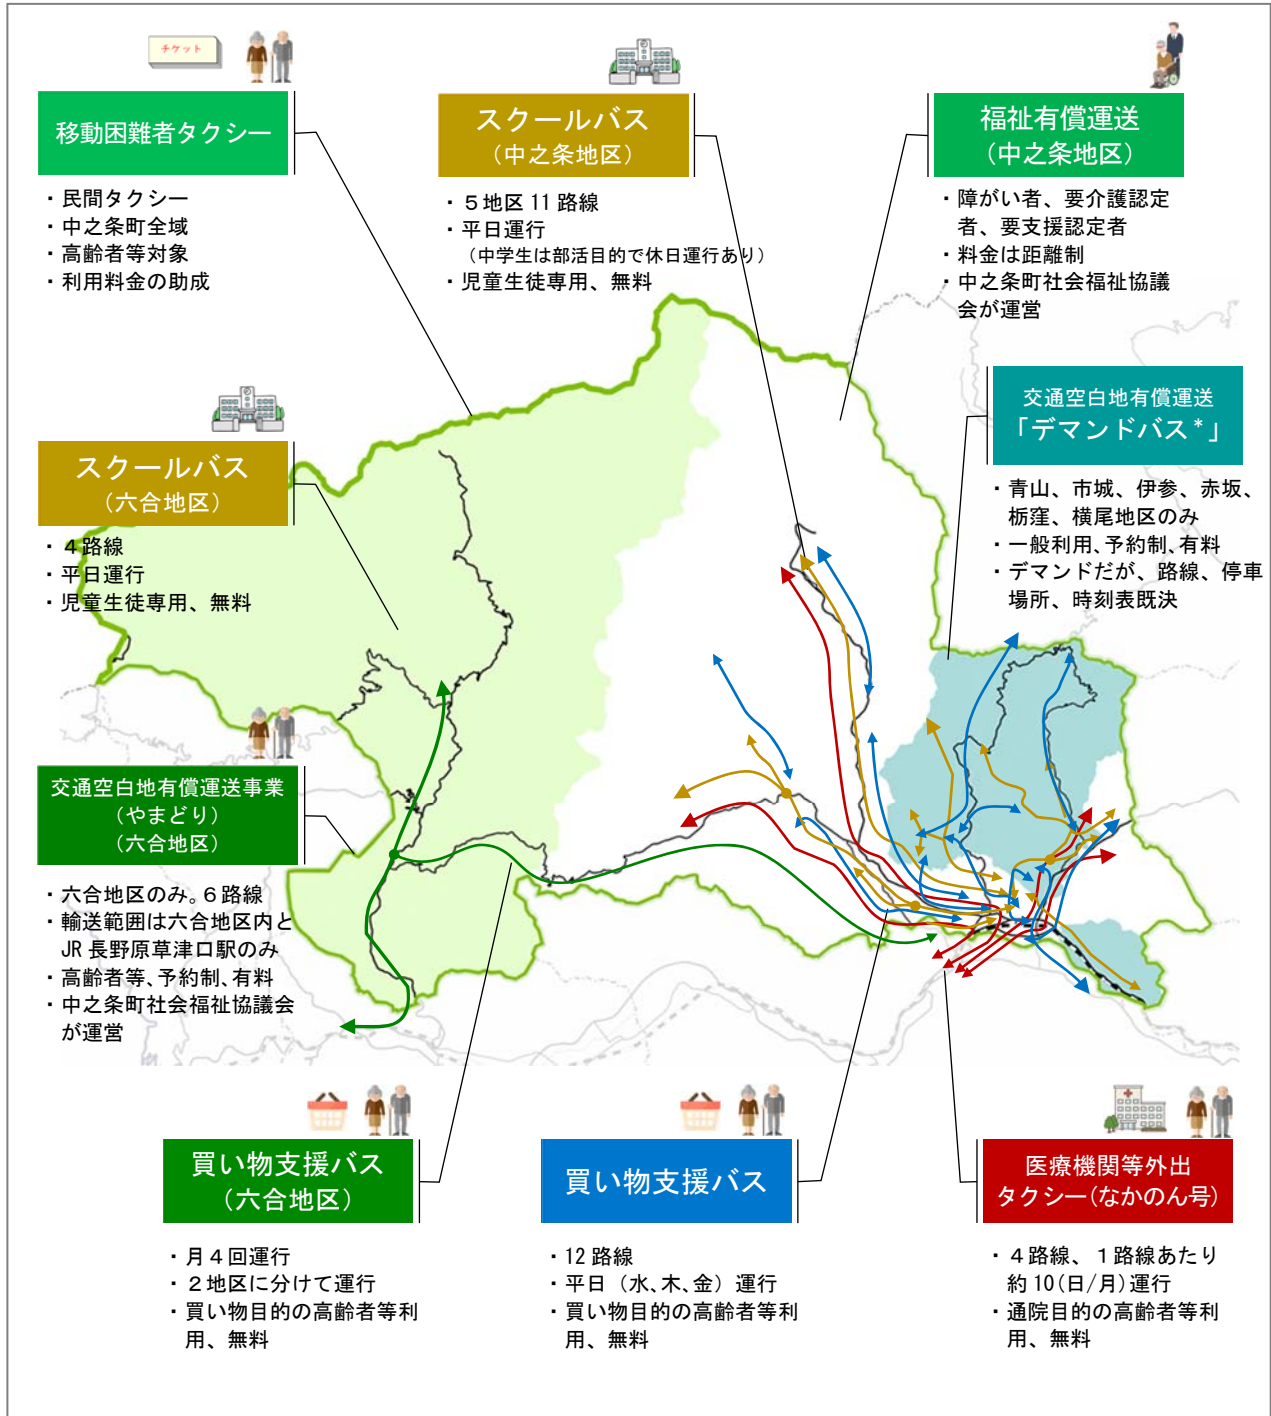 チケット
移動困難者タクシー
・民間タクシー
・中之条町全域
・高齢者等対象
・利用料金の助成
スクールバス
（中之条地区）
・５地区 11 路線
・平日運行
（中学生は部活目的で休日運行あり）
・児童生徒専用、無料
福祉有償運送
（中之条地区）
・障がい者、要介護認定
者、要支援認定者
・料金は距離制
・中之条町社会福祉協議
会が運営
交通空白地有償運送
「デマンドバス*」
・青山、市城、伊参、赤坂、
栃窪、横尾地区のみ
・一般利用、予約制、有料
・デマンドだが、路線、停車
場所、時刻表既決
スクールバス
（六合地区）
・４路線
・平日運行
・児童生徒専用、無料
交通空白地有償運送事業
（やまどり）
（六合地区）
・六合地区のみ。６路線
・輸送範囲は六合地区内と
JR 長野原草津口駅のみ
・高齢者等、予約制、有料
・中之条町社会福祉協議会
が運営
買い物支援バス
（六合地区）
・月４回運行
・２地区に分けて運行
・買い物目的の高齢者等利
用、無料
買い物支援バス
・12 路線
・平日（水、木、金）運行
・買い物目的の高齢者等利
用、無料
医療機関等外出
タクシー(なかのん号)
・４路線、１路線あたり
約 10(日/月)運行
・通院目的の高齢者等利
用、無料